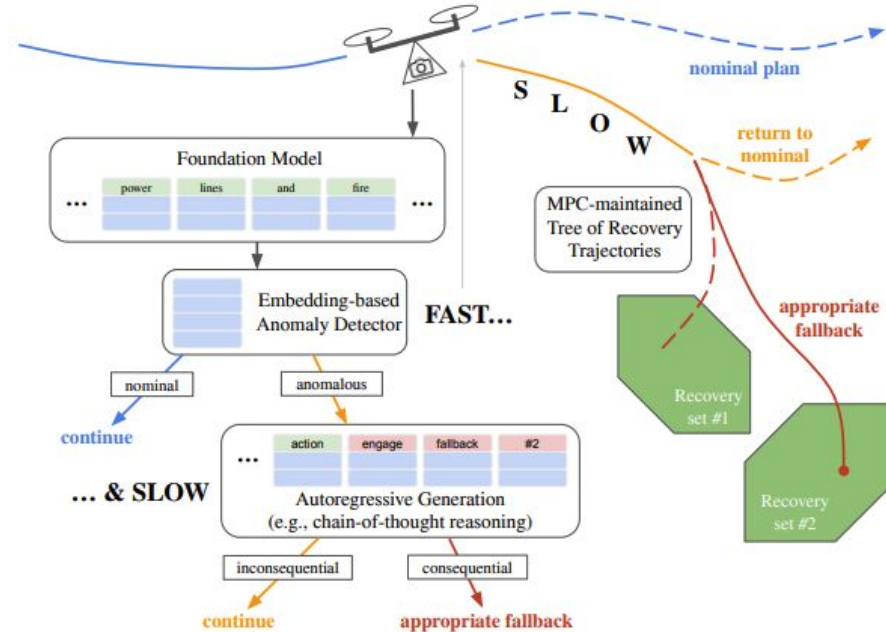 nominal plan
S
L
O
W
return to
nominal
Foundation Model
... power lines and fire ...
MPC-maintained
Tree of Recovery
Trajectories
Embedding-based
Anomaly Detector
FAST...
appropriate
fallback
nominal
anomalous
Recovery
set #1
continue
... action engage fallback #2
... & SLOW
Autoregressive Generation
(e.g., chain-of-thought reasoning)
Recovery
set #2
inconsequential
consequential
continue
appropriate fallback